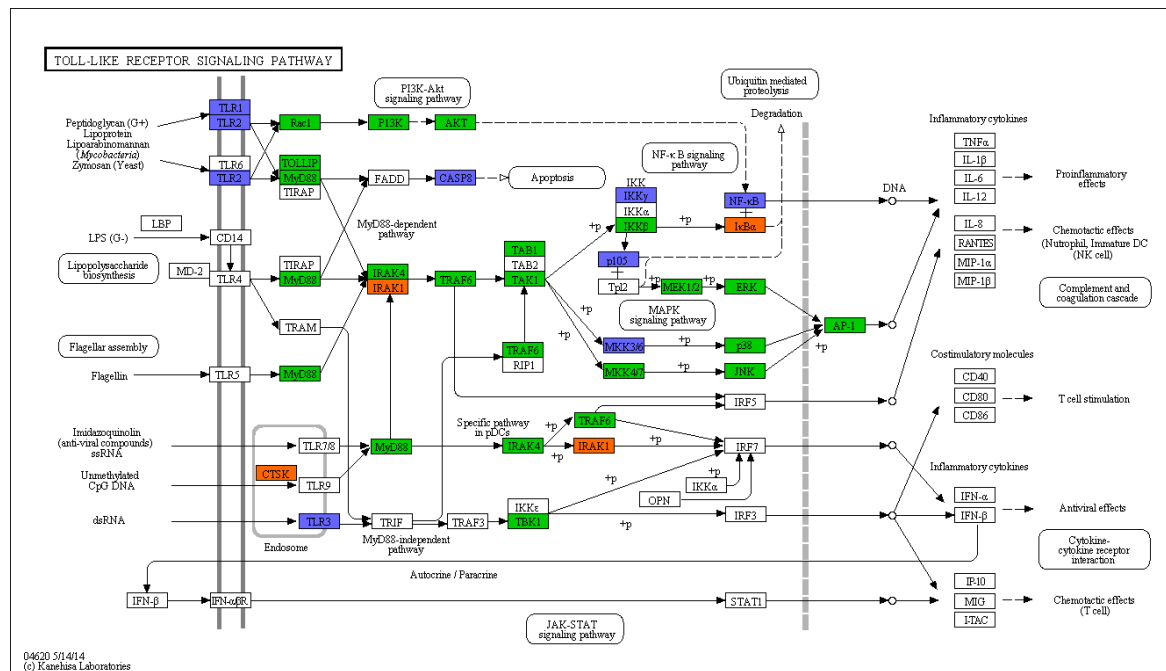 TOLL-LIKE RECEPTOR SIGNALING PATHWAY
PI3K-Akt
signaling pathway
Ubiquitin mediated
proteolysis
Degradation
Inflammatory cytokines
TLR1
TLR2
Peptidoglycan (G+)
Lipoprotein
Lipoarabinomannan
(Mycobacteria)
Zymosan (Yeast)
Rac1
PI3K
AKT
TNFα
IL-1β
IL-6
IL-12
Proinflammatory
effects
TLR6
TLR2
TOLLIP
MyD88
TIRAP
FADD
CASP8
Apoptosis
NF-κB signaling
pathway
IKK
IKKγ
IKKα
IKKβ
+p
NF-κB
IκBα
DNA
LBP
LPS (G-)
CD14
MyD88-dependent
pathway
+p
+p
IL-8
RANTES
MIP-1α
MIP-1β
Chemotactic effects
(Nutrophil, Immature DC
(NK cell)
Lipopolysaccharide
biosynthesis
MD-2
TLR4
TIRAP
MyD88
IRAK4
IRAK1
TRAF6
TAB1
TAB2
TAK1
p105
Tpl2
+p
MEK1/2
+p
ERK
Complement and
coagulation cascade
TRAM
MAPK
signaling pathway
AP-1
+p
Flagellar assembly
TRAF6
RIP1
+p
+p
MKK3/6
+p
p38
Costimulatory molecules
Flagellin
TLR5
MyD88
MKK4/7
+p
JNK
CD40
CD80
CD86
T cell stimulation
IRF5
Imidazoquinolin
(anti-viral compounds)
ssRNA
TLR7/8
MyD88
Specific pathway
in pDCs
+p
TRAF6
IRAK4
+p
IRAK1
+p
IRF7
Inflammatory cytokines
Unmethylated
CpG DNA
CTSK
TLR9
+p
+p
IKKα
OPN
IFN-α
IFN-β
Antiviral effects
dsRNA
TLR3
TRIF
TRAF3
IKKε
TBK1
+p
IRF3
Endosome
MyD88-independent
pathway
Cytokine-
cytokine receptor
interaction
Autocrine / Paracrine
IFN-β
IFN-αβR
STAT1
IP-10
MIG
I-TAC
Chemotactic effects
(T cell)
JAK-STAT
signaling pathway
04620 5/14/14
(c) Kanehisa Laboratories